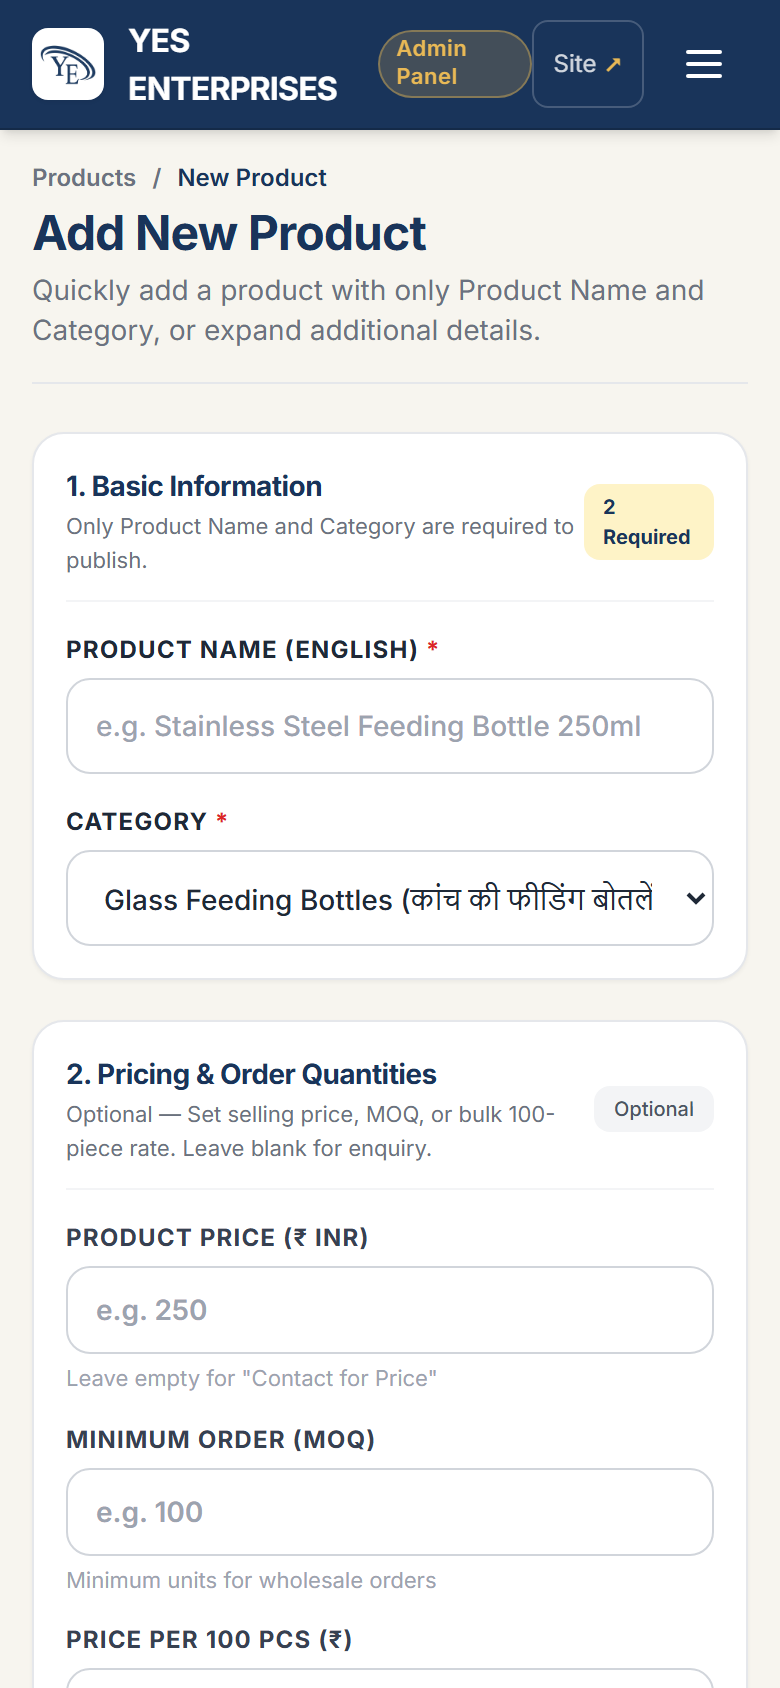 YE
YES
ENTERPRISES
Admin
Panel
Site ↗
Products / New Product
Add New Product
Quickly add a product with only Product Name and
Category, or expand additional details.
1. Basic Information
Only Product Name and Category are required to
publish.
2
Required
PRODUCT NAME (ENGLISH) *
e.g. Stainless Steel Feeding Bottle 250ml
CATEGORY *
Glass Feeding Bottles (कांच की फीडिंग बोतलें
2. Pricing & Order Quantities
Optional — Set selling price, MOQ, or bulk 100-
piece rate. Leave blank for enquiry.
Optional
PRODUCT PRICE (₹ INR)
e.g. 250
Leave empty for "Contact for Price"
MINIMUM ORDER (MOQ)
e.g. 100
Minimum units for wholesale orders
PRICE PER 100 PCS (₹)